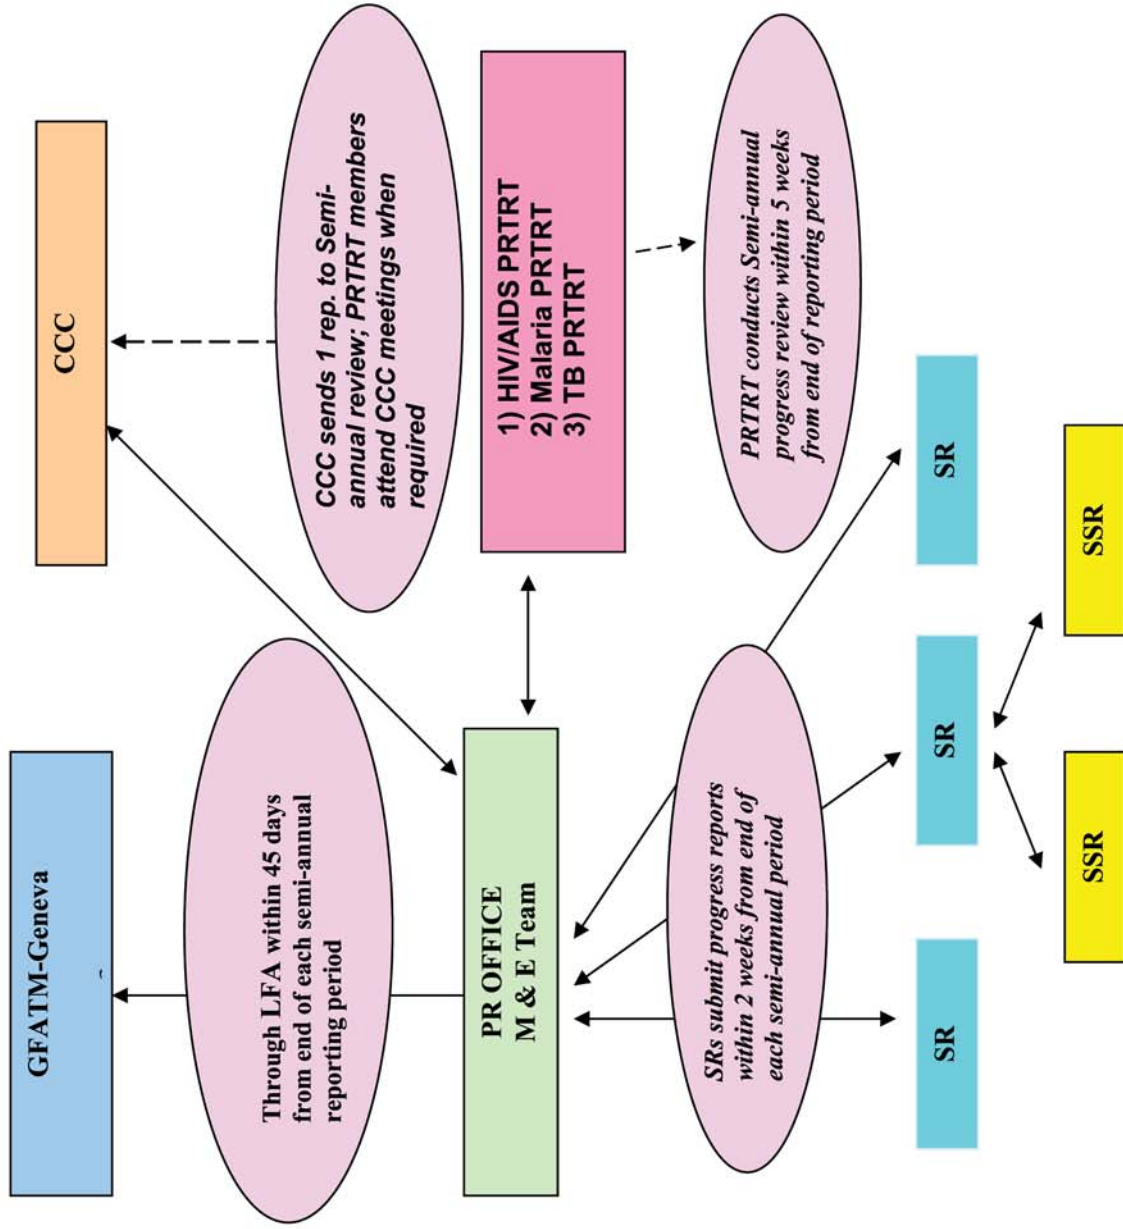 GFATM-Geneva
CCC
Through LFA within 45 days
from end of each semi-annual
reporting period
CCC sends 1 rep. to Semi-
annual review; PRTRT members
attend CCC meetings when
required
PR OFFICE
M & E Team
1) HIV/AIDS PRTRT
2) Malaria PRTRT
3) TB PRTRT
SRs submit progress reports
within 2 weeks from end of
each semi-annual period
PRTRT conducts Semi-annual
progress review within 5 weeks
from end of reporting period
SR
SR
SR
SSR
SSR